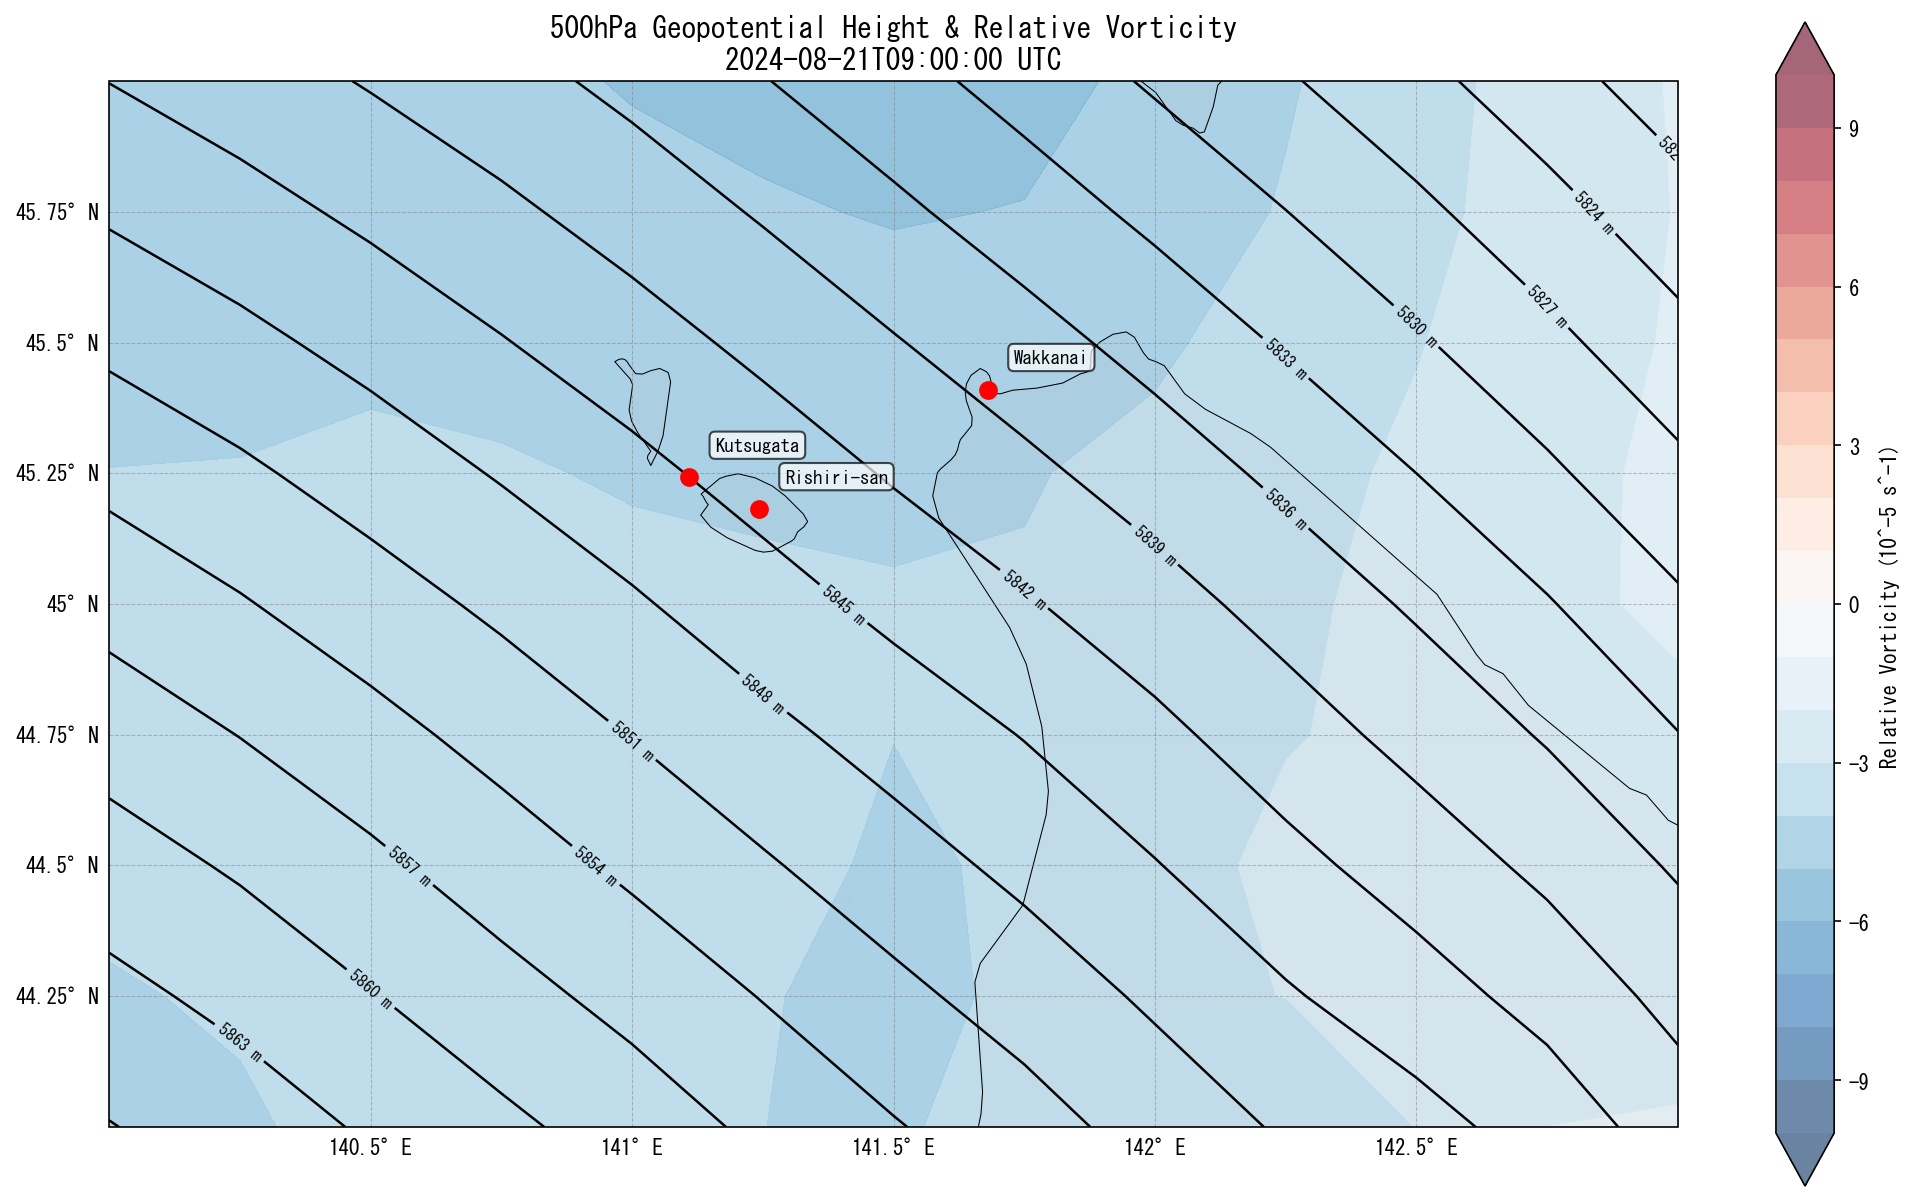 500hPa Geopotential Height & Relative Vorticity
2024-08-21T09:00:00 UTC
45.75° N
45.5° N
45.25° N
45° N
44.75° N
44.5° N
44.25° N
140.5° E
141° E
141.5° E
142° E
142.5° E
5824 m
5827 m
5830 m
5833 m
5836 m
5839 m
5842 m
5845 m
5848 m
5851 m
5854 m
5857 m
5860 m
5863 m
Wakkanai
Kutsugata
Rishiri-san
9
6
3
0
−3
−6
−9
Relative Vorticity (10^-5 s^-1)